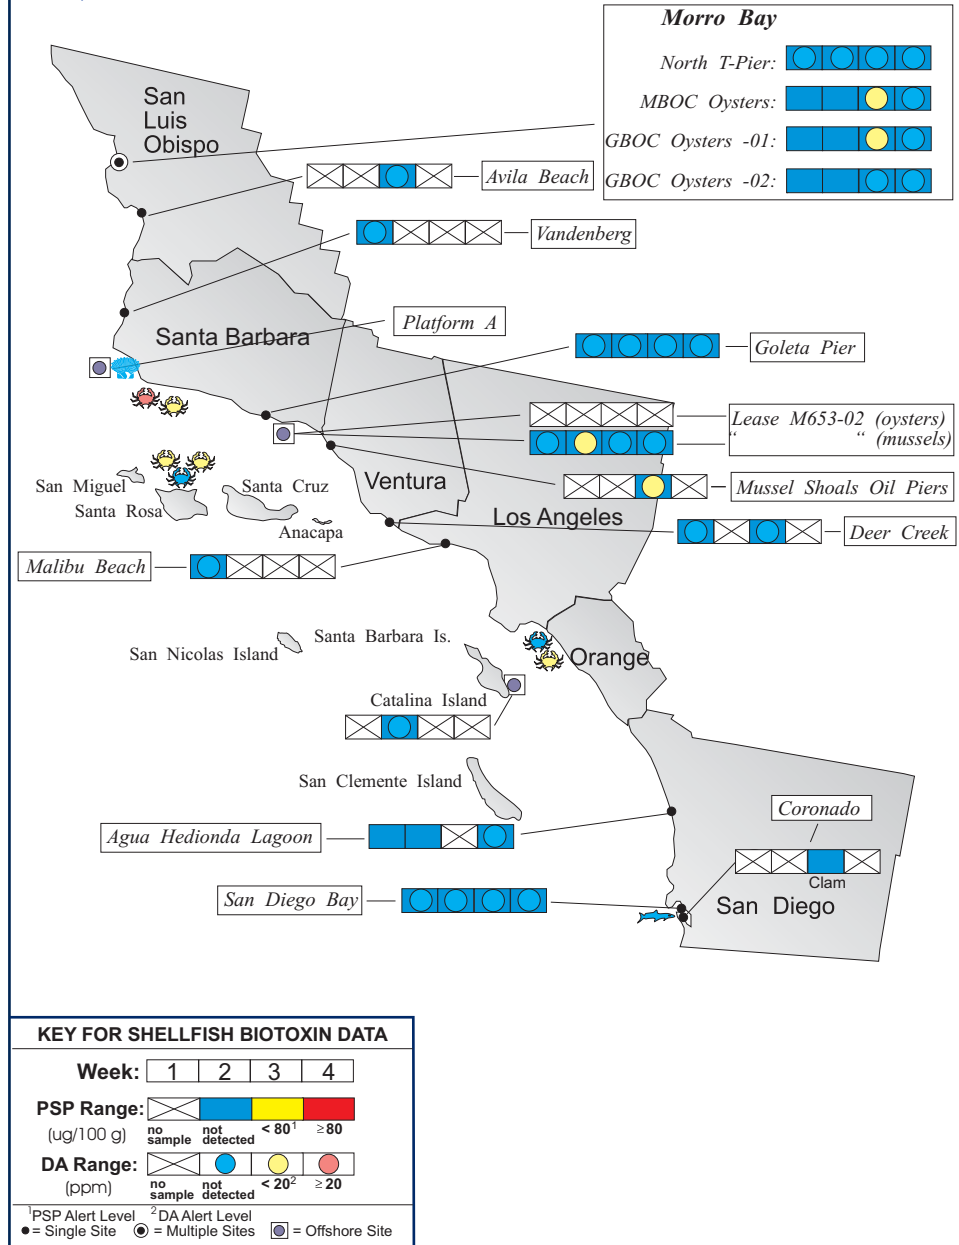 Morro Bay
North T-Pier:
MBOC Oysters:
GBOC Oysters -01:
GBOC Oysters -02:
San
Luis
Obispo
Avila Beach
Vandenberg
Platform A
Santa Barbara
Goleta Pier
Lease M653-02 (oysters)
“ “ (mussels)
Ventura
Mussel Shoals Oil Piers
San Miguel
Santa Cruz
Santa Rosa
Los Angeles
Anacapa
Deer Creek
Malibu Beach
Santa Barbara Is.
San Nicolas Island
Orange
Catalina Island
San Clemente Island
Coronado
Agua Hedionda Lagoon
Clam
San Diego Bay
San Diego
KEY FOR SHELLFISH BIOTOXIN DATA
Week: 1 2 3 4
PSP Range:
(ug/100 g) no sample not detected < 80¹ ≥80
DA Range:
(ppm) no sample not detected < 20² ≥20
¹PSP Alert Level ²DA Alert Level
= Single Site = Multiple Sites = Offshore Site